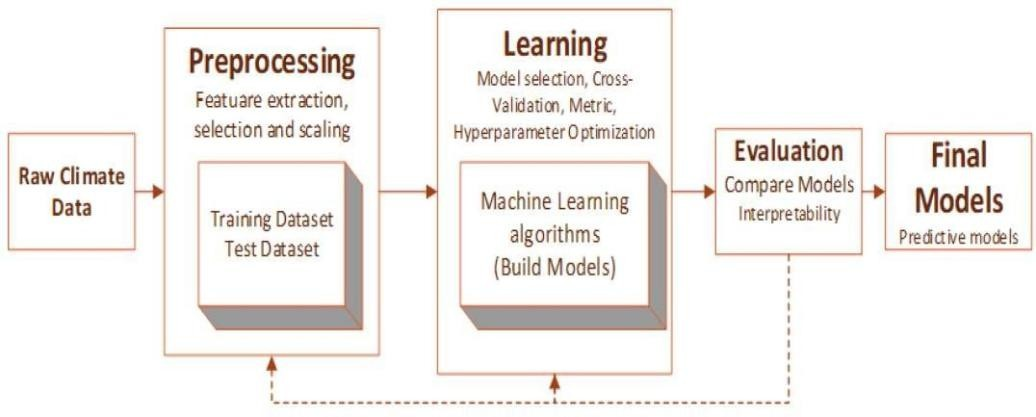 Raw Climate
Data
Preprocessing
Featuare extraction,
selection and scaling
Training Dataset
Test Dataset
Learning
Model selection, Cross-
Validation, Metric,
Hyperparameter Optimization
Machine Learning
algorithms
(Build Models)
Evaluation
Compare Models
Interpretability
Final
Models
Predictive models